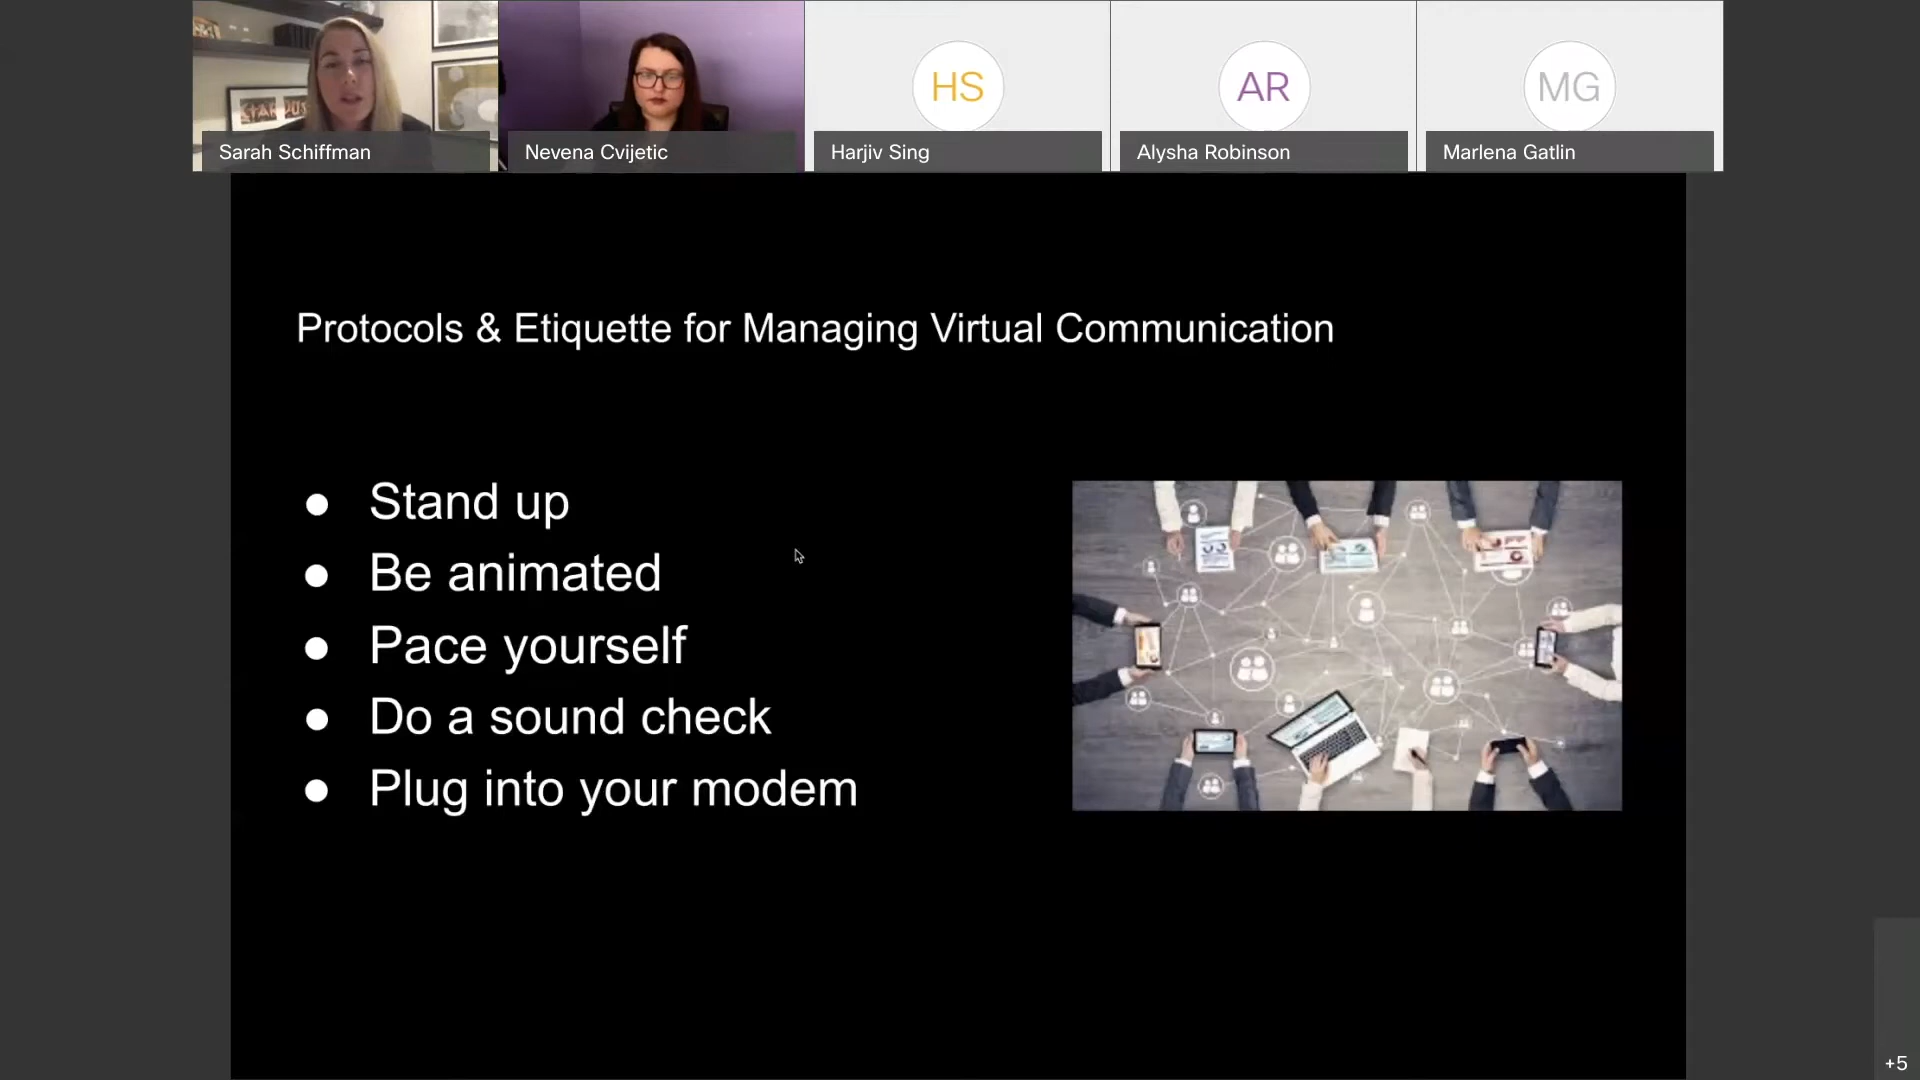 Sarah Schiffman
Nevena Cvijetic
HS
Harjiv Sing
AR
Alysha Robinson
MG
Marlena Gatlin
Protocols & Etiquette for Managing Virtual Communication
● Stand up
● Be animated
● Pace yourself
● Do a sound check
● Plug into your modem
+5